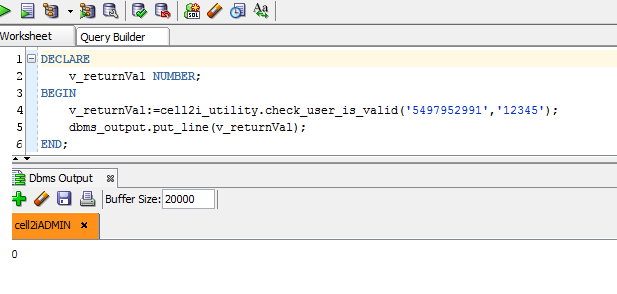 Worksheet Query Builder
1 DECLARE
2 v_returnVal NUMBER;
3 BEGIN
4 v_returnVal:=cell2i_utility.check_user_is_valid('5497952991','12345');
5 dbms_output.put_line(v_returnVal);
6 END;
Dbms Output
Buffer Size: 20000
cell2iADMIN
0